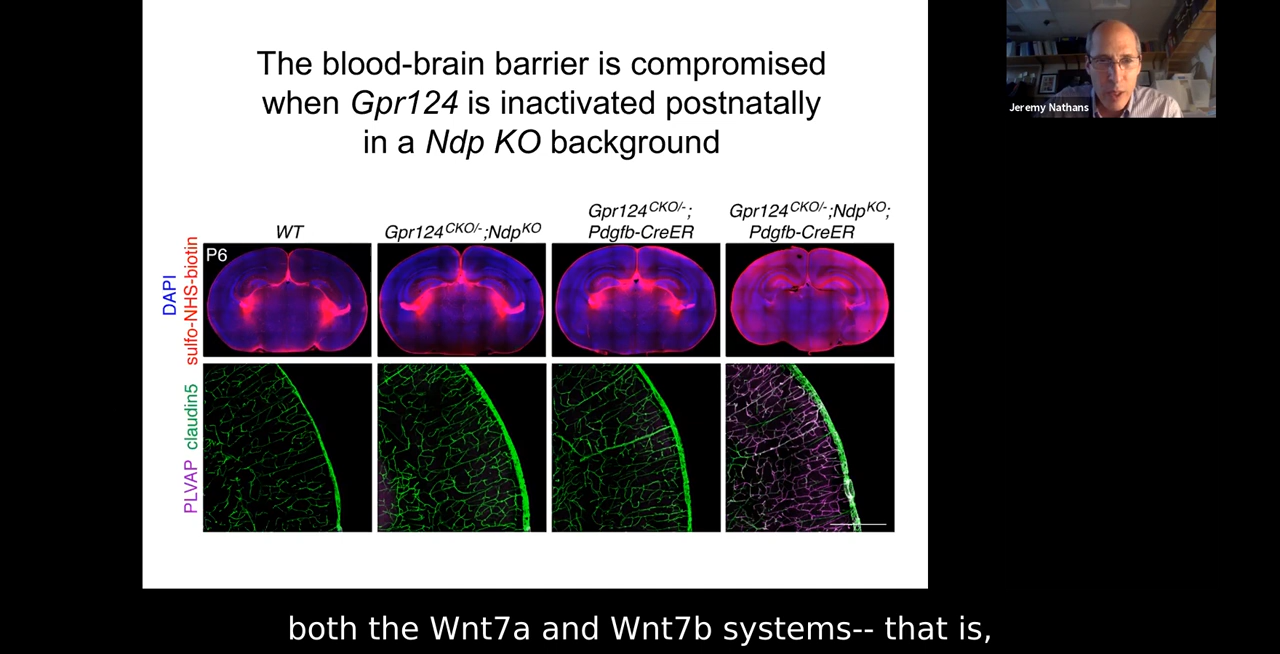 The blood-brain barrier is compromised
when Gpr124 is inactivated postnatally
in a Ndp KO background
Jeremy Nathans
WT
Gpr124CKO/-;NdpKO
Gpr124CKO/-;
Pdgfb-CreER
Gpr124CKO/-;NdpKO;
Pdgfb-CreER
P6
DAPI
sulfo-NHS-biotin
PLVAP claudin5
both the Wnt7a and Wnt7b systems-- that is,